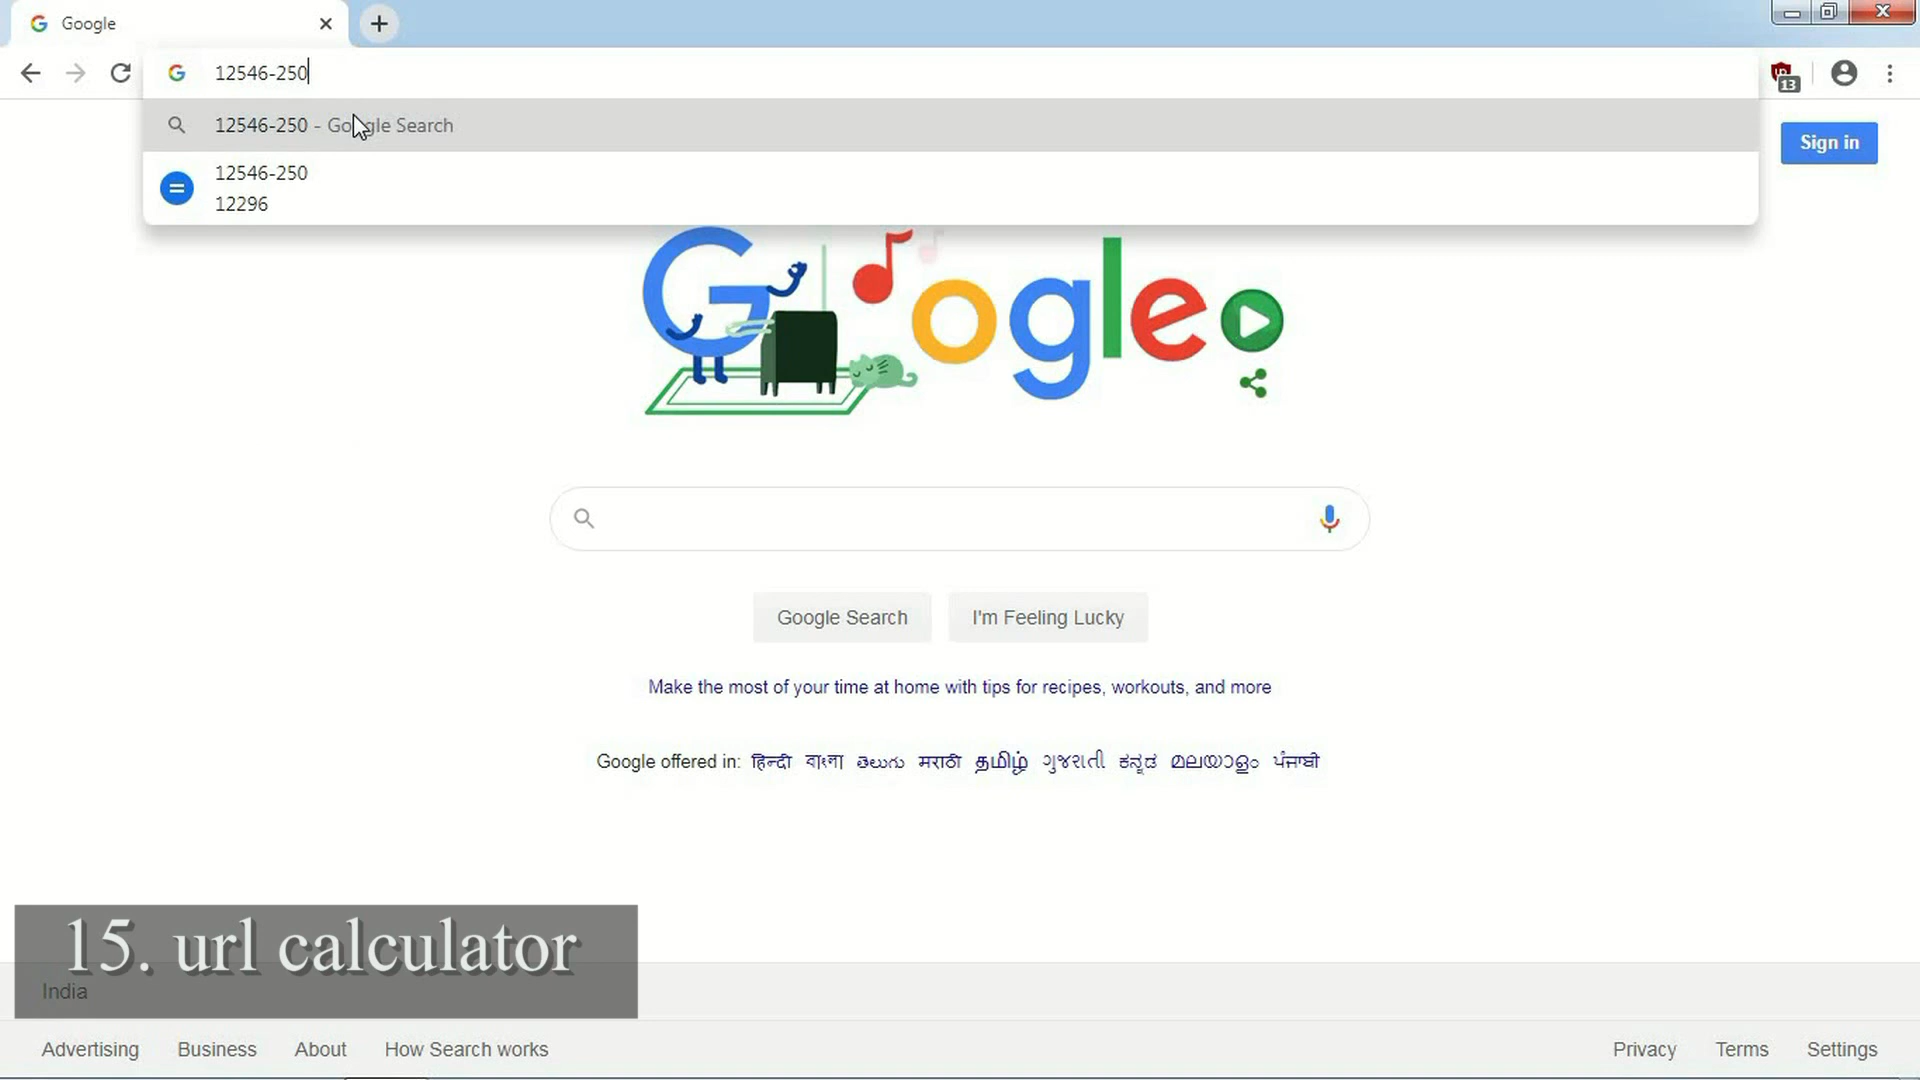 Google
12546-250
13
12546-250 - Google Search
12546-250
12296
Sign in
Google
Google Search
I'm Feeling Lucky
Make the most of your time at home with tips for recipes, workouts, and more
Google offered in: हिन्दी বাংলা తెలుగు मराठी தமிழ் ગુજરાતી ಕನ್ನಡ മലയാളം ਪੰਜਾਬੀ
15. url calculator
India
Advertising Business About How Search works Privacy Terms Settings